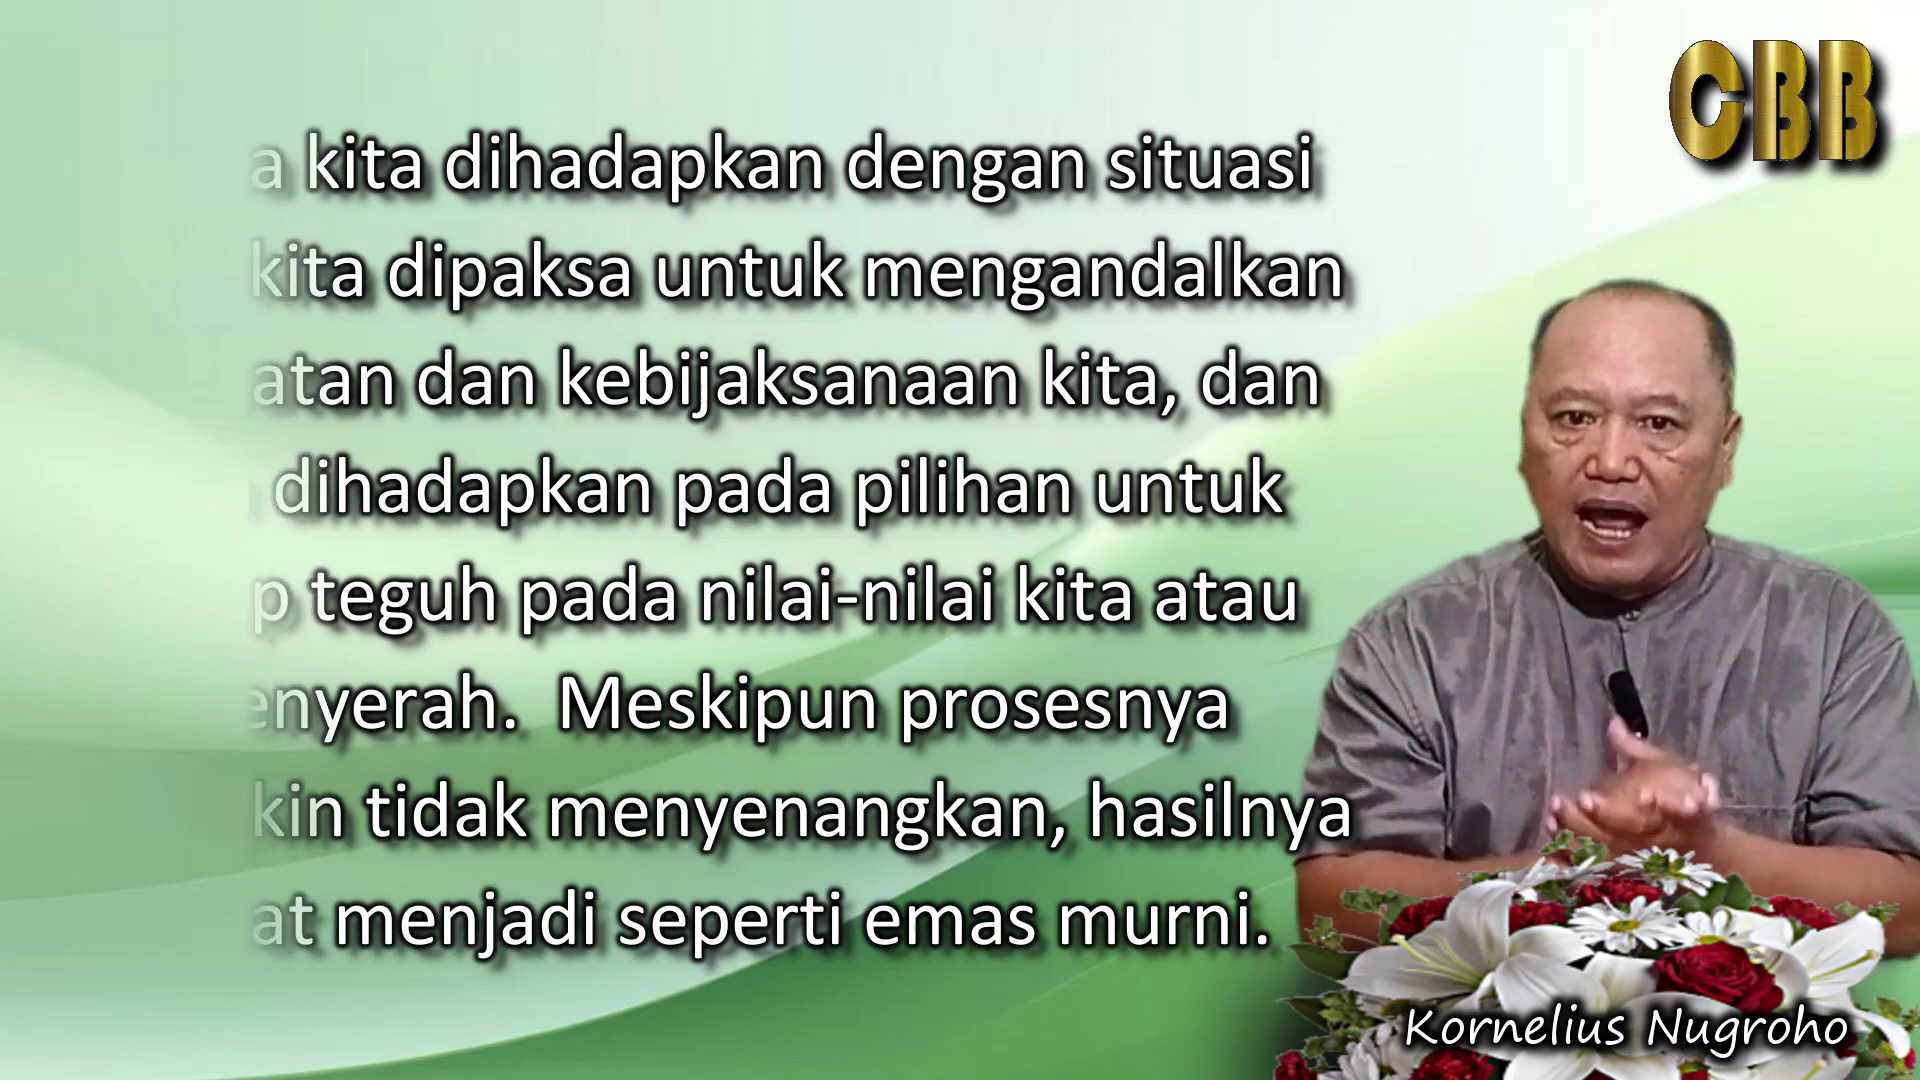 CBB
a kita dihadapkan dengan situasi
kita dipaksa untuk mengandalkan
atan dan kebijaksanaan kita, dan
dihadapkan pada pilihan untuk
p teguh pada nilai-nilai kita atau
enyerah. Meskipun prosesnya
kin tidak menyenangkan, hasilnya
at menjadi seperti emas murni.
Kornelius Nugroho